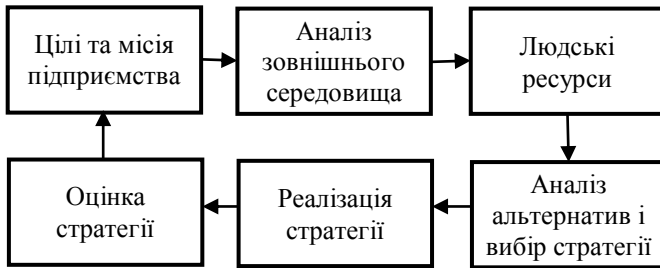 Цілі та місія
підприємства
Аналіз
зовнішнього
середовища
Людські
ресурси
Оцінка
стратегії
Реалізація
стратегії
Аналіз
альтернатив і
вибір стратегії